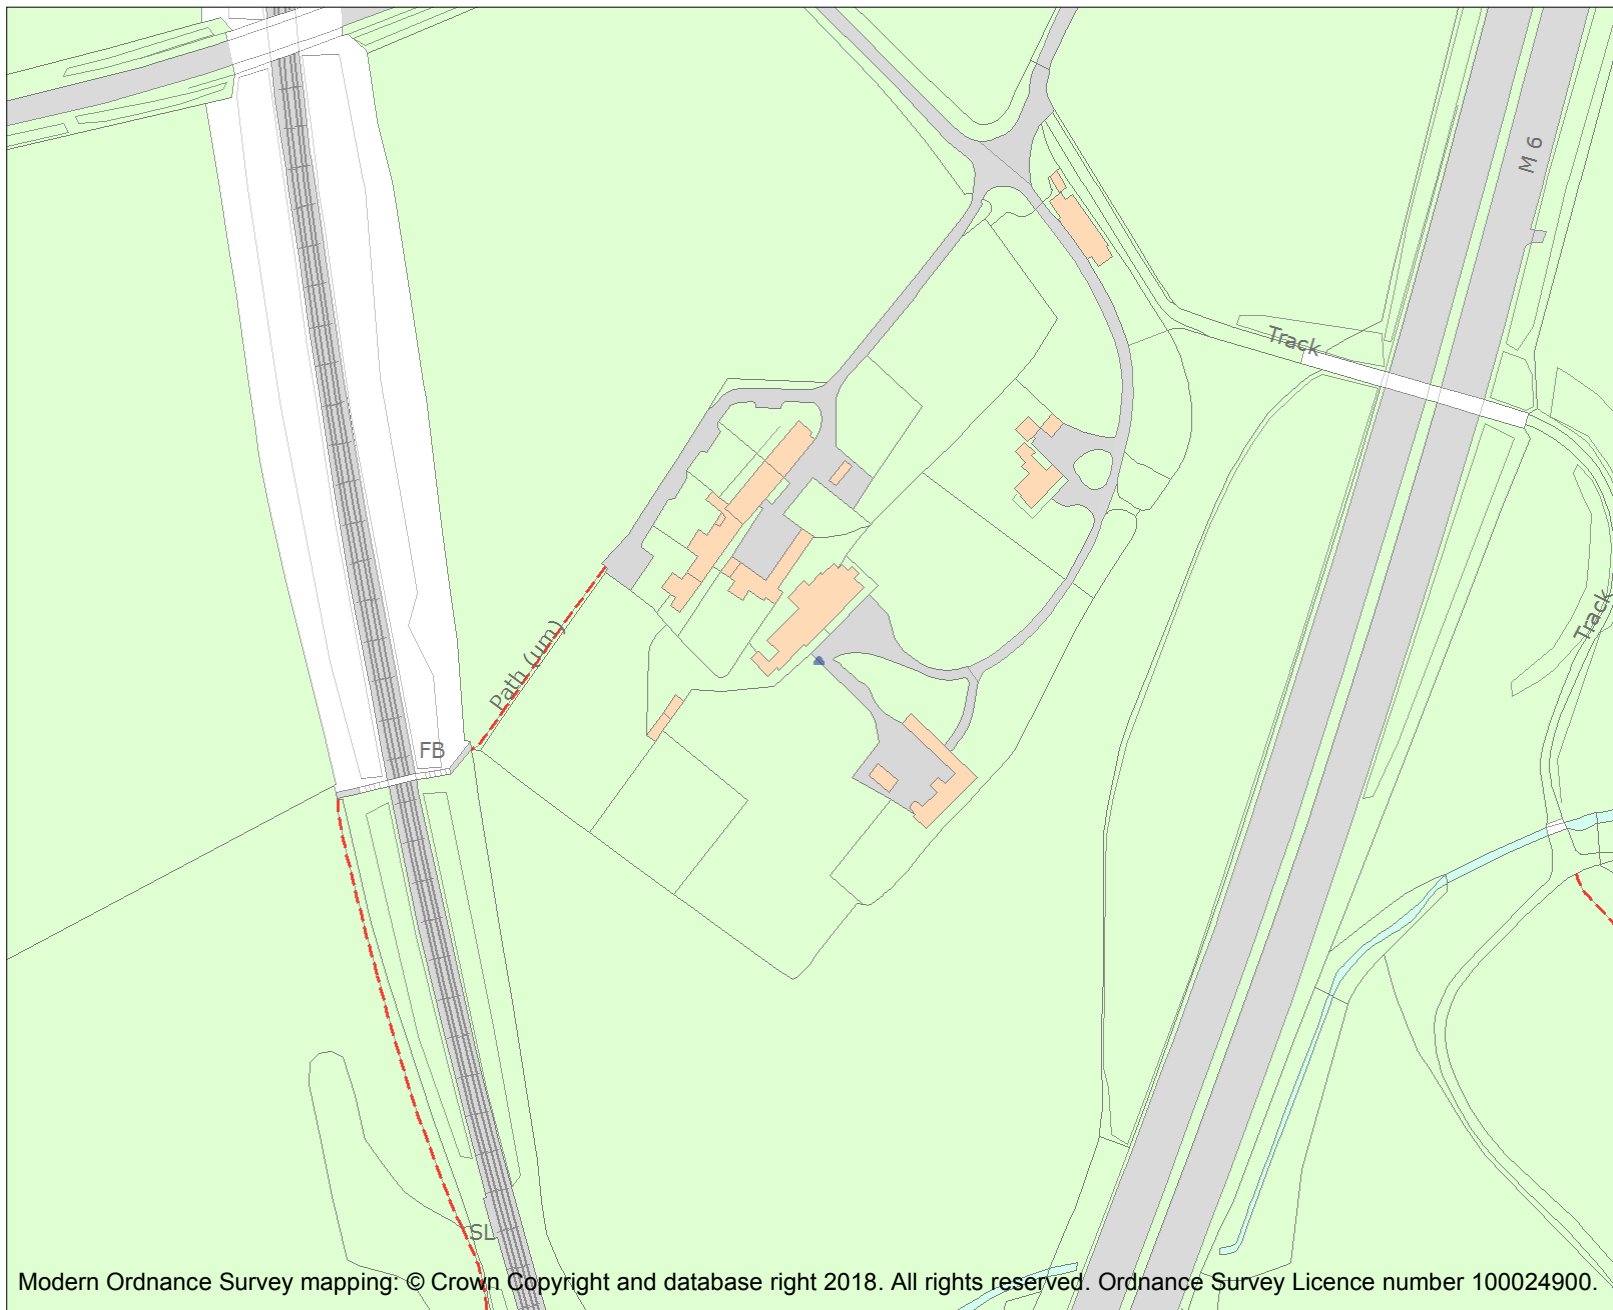 M 6
Track
Track
Path (um)
FB
SL
Modern Ordnance Survey mapping: © Crown Copyright and database right 2018. All rights reserved. Ordnance Survey Licence number 100024900.